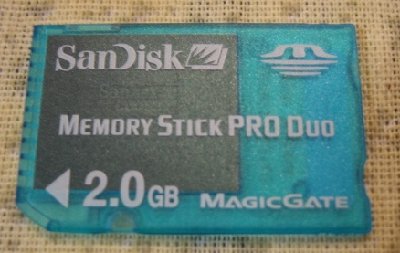 SanDisk
MEMORY STICK PRO DUO
2.0GB MAGICGATE